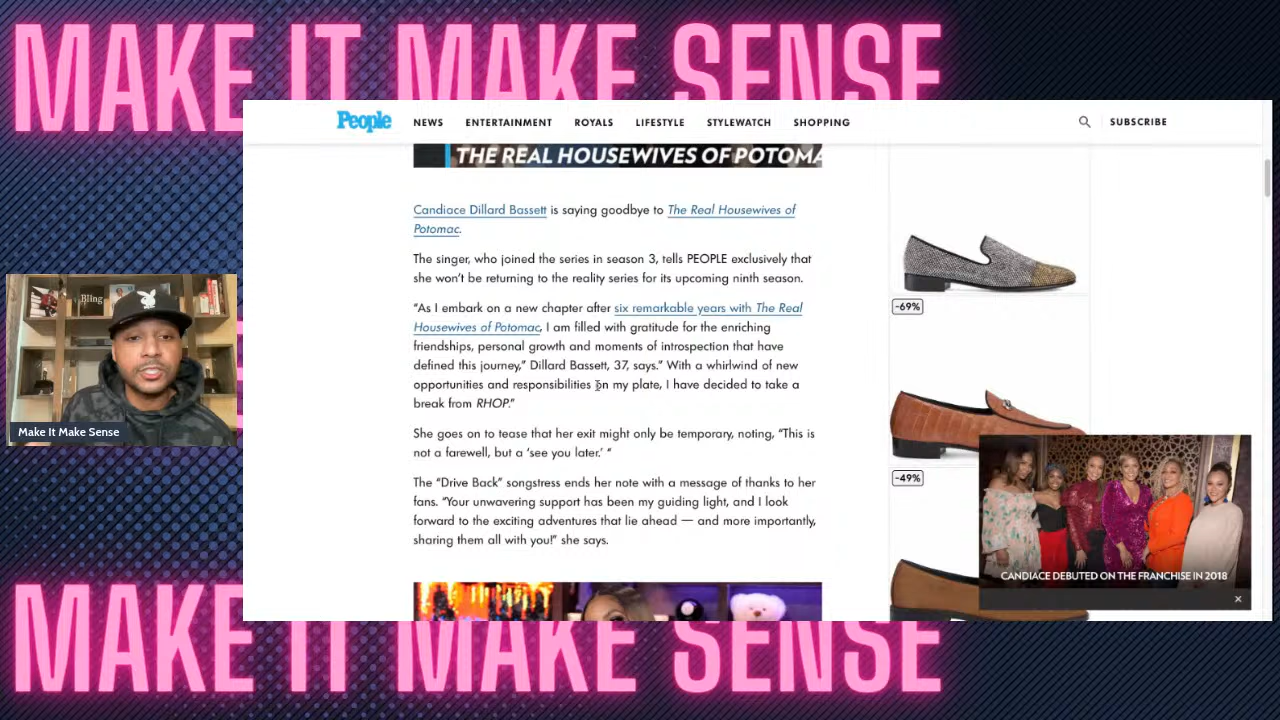 MAKE IT MAKE SENSE
People
NEWS ENTERTAINMENT ROYALS LIFESTYLE STYLEWATCH SHOPPING SUBSCRIBE
THE REAL HOUSEWIVES OF POTOMA
Candiace Dillard Bassett is saying goodbye to The Real Housewives of
Potomac.
The singer, who joined the series in season 3, tells PEOPLE exclusively that
she won’t be returning to the reality series for its upcoming ninth season.
“As I embark on a new chapter after six remarkable years with The Real
Housewives of Potomac, I am filled with gratitude for the enriching
friendships, personal growth and moments of introspection that have
defined this journey,” Dillard Bassett, 37, says.” With a whirlwind of new
opportunities and responsibilities on my plate, I have decided to take a
break from RHOP.”
She goes on to tease that her exit might only be temporary, noting, “This is
not a farewell, but a ‘see you later.’ “
The “Drive Back” songstress ends her note with a message of thanks to her
fans. “Your unwavering support has been my guiding light, and I look
forward to the exciting adventures that lie ahead — and more importantly,
sharing them all with you!” she says.
-69%
-49%
CANDIACE DEBUTED ON THE FRANCHISE IN 2018
Bling
Make It Make Sense
MAKE IT MAKE SENSE